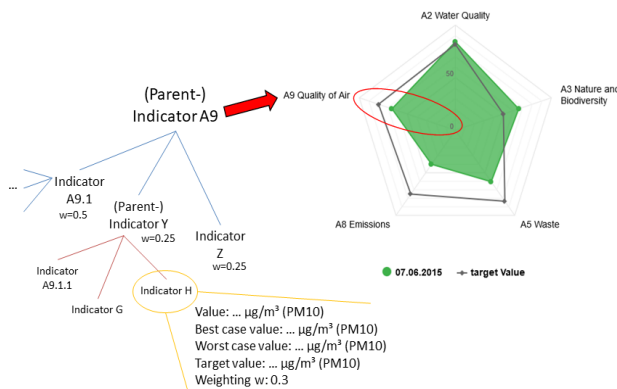 A2 Water Quality
(Parent-)
Indicator A9
50
A9 Quality of Air
A3 Nature and
Biodiversity
0
...
Indicator
A9.1
w=0.5
(Parent-)
Indicator Y
w=0.25
Indicator
Z
w=0.25
A8 Emissions
A5 Waste
Indicator
A9.1.1
Indicator G
Indicator H
07.06.2015
target Value
Value: ... µg/m³ (PM10)
Best case value: ... µg/m³ (PM10)
Worst case value: ... µg/m³ (PM10)
Target value: ... µg/m³ (PM10)
Weighting w: 0.3